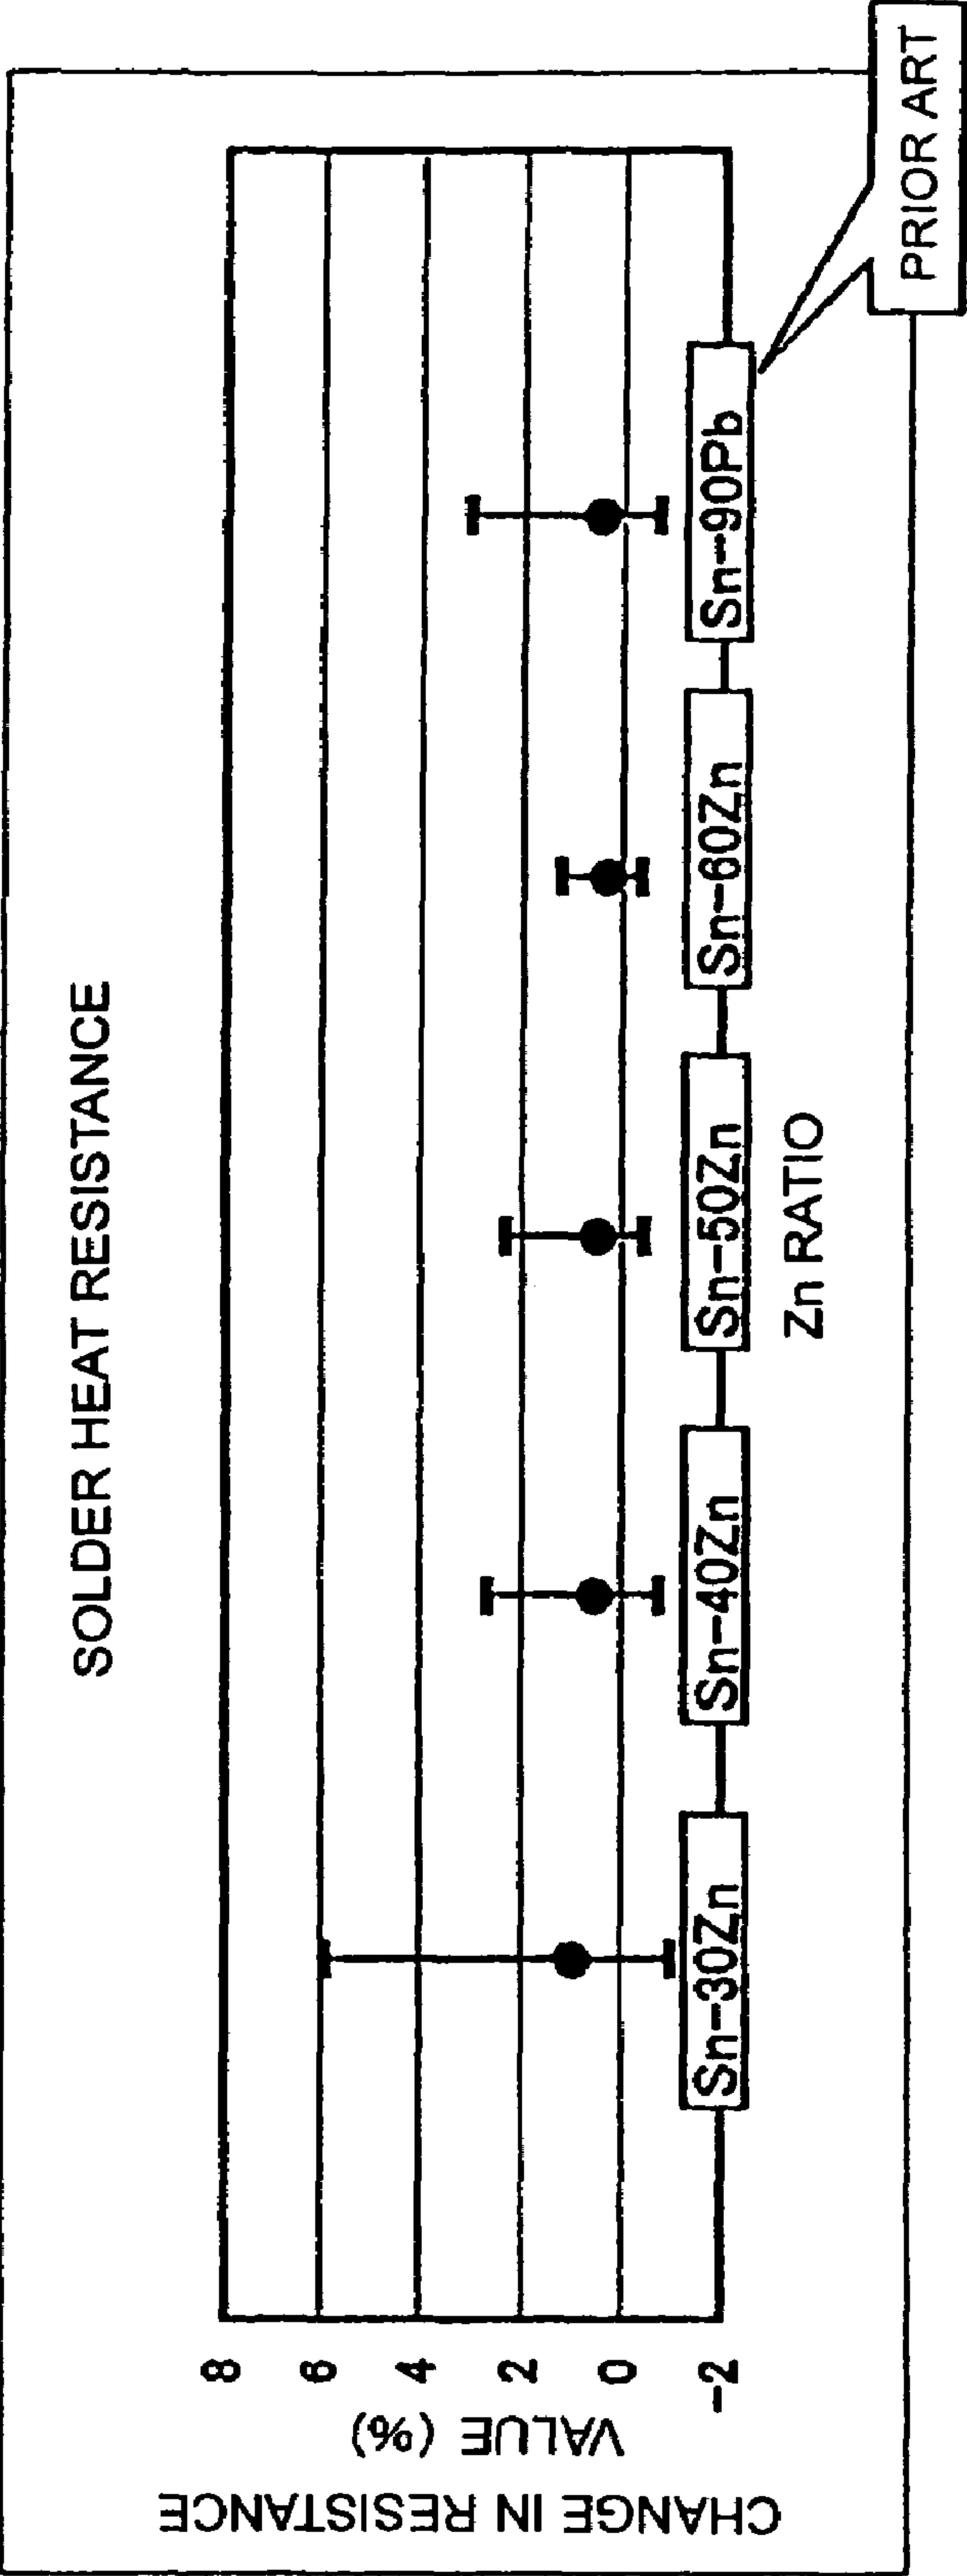 SOLDER HEAT RESISTANCE
CHANGE IN RESISTANCE
VALUE (%)
8
6
4
2
0
-2
Sn-30Zn
Sn-40Zn
Sn-50Zn
Sn-60Zn
Sn-90Pb
Zn RATIO
PRIOR ART